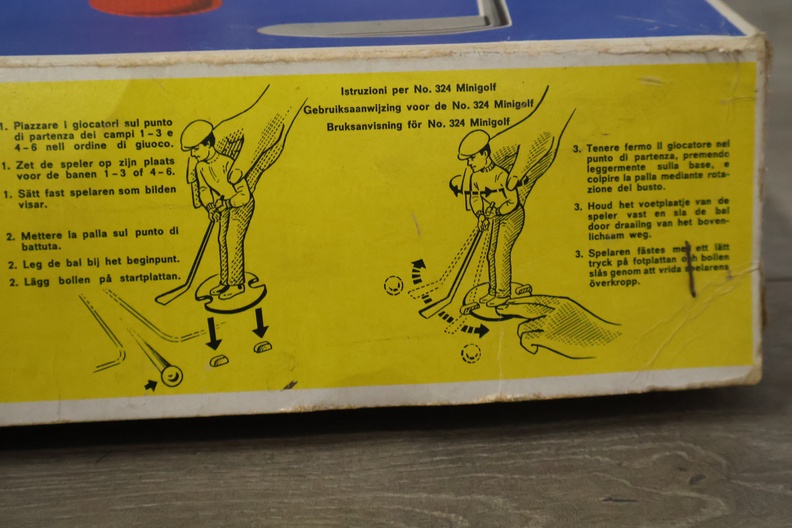 Istruzioni per No. 324 Minigolf
Gebruiksaanwijzing voor de No. 324 Minigolf
Bruksanvisning för No. 324 Minigolf
1. Piazzare i giocatori sul punto
di partenza dei campi 1–3 e
4–6 nell ordine di giuoco.
1. Zet de speler op zijn plaats
voor de banen 1–3 of 4–6.
1. Sätt fast spelaren som bilden
visar.
2. Mettere la palla sul punto di
battuta.
2. Leg de bal bij het beginpunt.
2. Lägg bollen på startplattan.
3. Tenere fermo il giocatore nel
punto di partenza, premendo
leggermente sulla base, e
colpire la palla mediante rota-
zione del busto.
3. Houd het voetplaatje van de
speler vast en sla de bal
door draaiing van het boven-
lichaam weg.
3. Spelaren fästes med ett lätt
tryck på fotplattan och bollen
slås genom att vrida spelarens
överkropp.